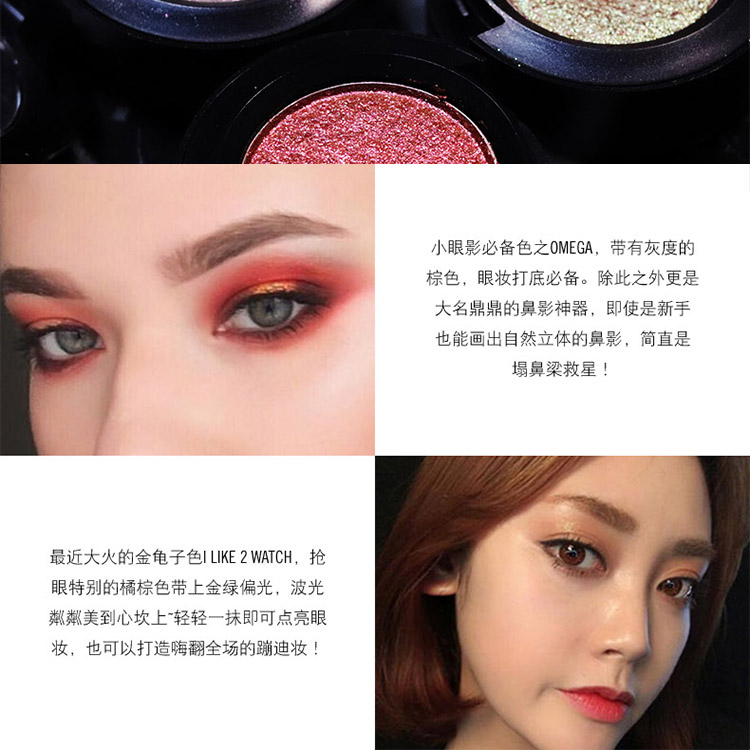 小眼影必备色之OMEGA，带有灰度的
棕色，眼妆打底必备。除此之外更是
大名鼎鼎的鼻影神器，即使是新手
也能画出自然立体的鼻影，简直是
塌鼻梁救星！
最近大火的金龟子色I LIKE 2 WATCH，抢
眼特别的橘棕色带上金绿偏光，波光
粼粼美到心坎上~轻轻一抹即可点亮眼
妆，也可以打造嗨翻全场的蹦迪妆！